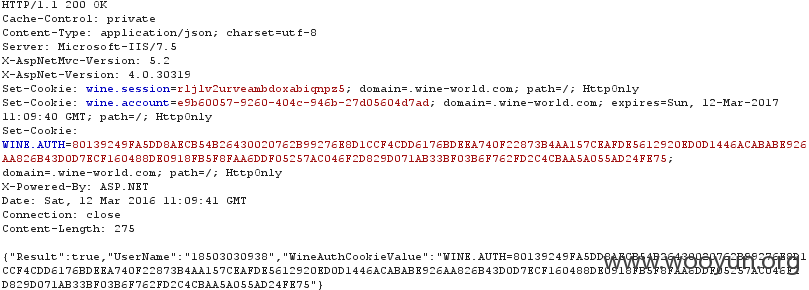 HTTP/1.1 200 OK
Cache-Control: private
Content-Type: application/json; charset=utf-8
Server: Microsoft-IIS/7.5
X-AspNetMvc-Version: 5.2
X-AspNet-Version: 4.0.30319
Set-Cookie: wine.session=rljlv2urveambdoxabiqmpz5; domain=.wine-world.com; path=/; HttpOnly
Set-Cookie: wine.account=e9b60057-9260-404c-946b-27d05604d7ad; domain=.wine-world.com; expires=Sun, 12-Mar-2017
11:09:40 GMT; path=/; HttpOnly
Set-Cookie:
WINE.AUTH=80139249FA5DD8AECB54B26430020762B99276E8D1CCF4CDD6176BDEEA740F22873B4AA157CEAFDE5612920ED0D1446ACABABE926
AA826B43D0D7ECF160488DE0918FB5F8FAA6DDF05257AC046F2D829D071AB33BF03B6F762FD2C4CBAA5A055AD24FE75;
domain=.wine-world.com; path=/; HttpOnly
X-Powered-By: ASP.NET
Date: Sat, 12 Mar 2016 11:09:41 GMT
Connection: close
Content-Length: 275
{"Result":true,"UserName":"18503030938","WineAuthCookieValue":"WINE.AUTH=80139249FA5DD8AECB54B26430020762B99276E8D1
CCF4CDD6176BDEEA740F22873B4AA157CEAFDE5612920ED0D1446ACABABE926AA826B43D0D7ECF160488DE0918FB5F8FAA6DDF05257AC046F2
D829D071AB33BF03B6F762FD2C4CBAA5A055AD24FE75"}
www.wooyun.org